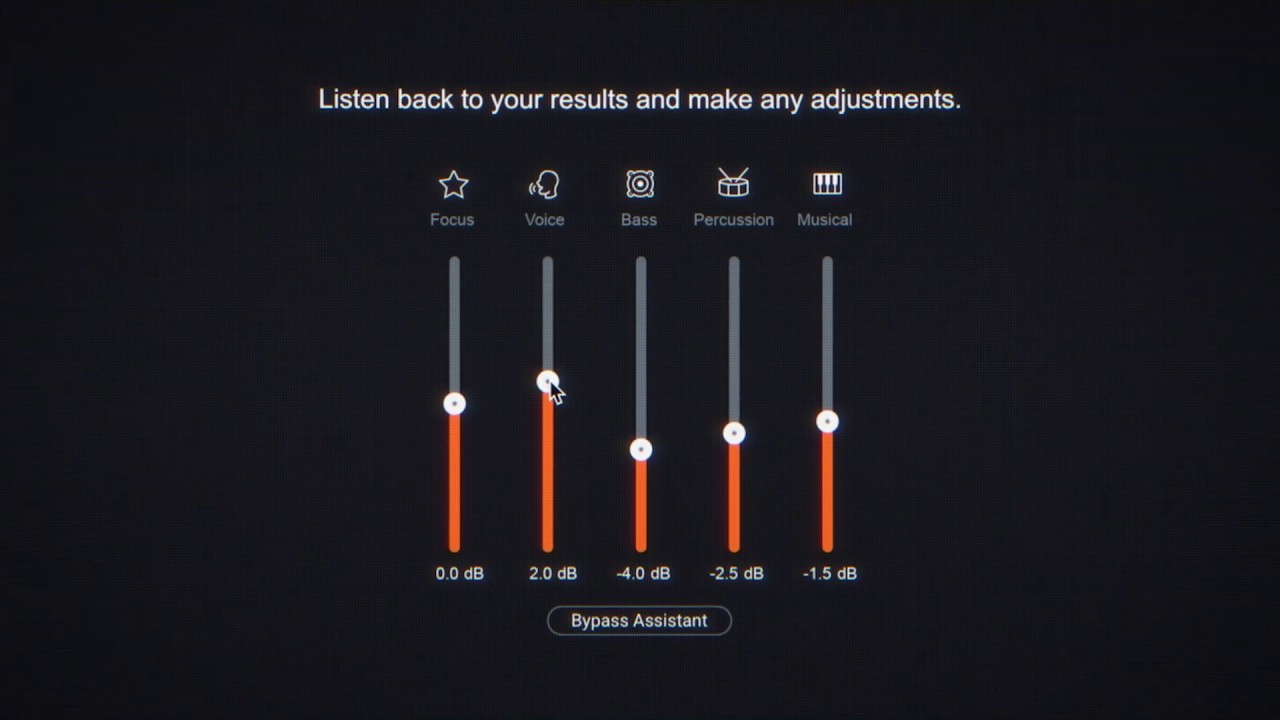 Listen back to your results and make any adjustments.
Focus Voice Bass Percussion Musical
0.0 dB 2.0 dB -4.0 dB -2.5 dB -1.5 dB
Bypass Assistant